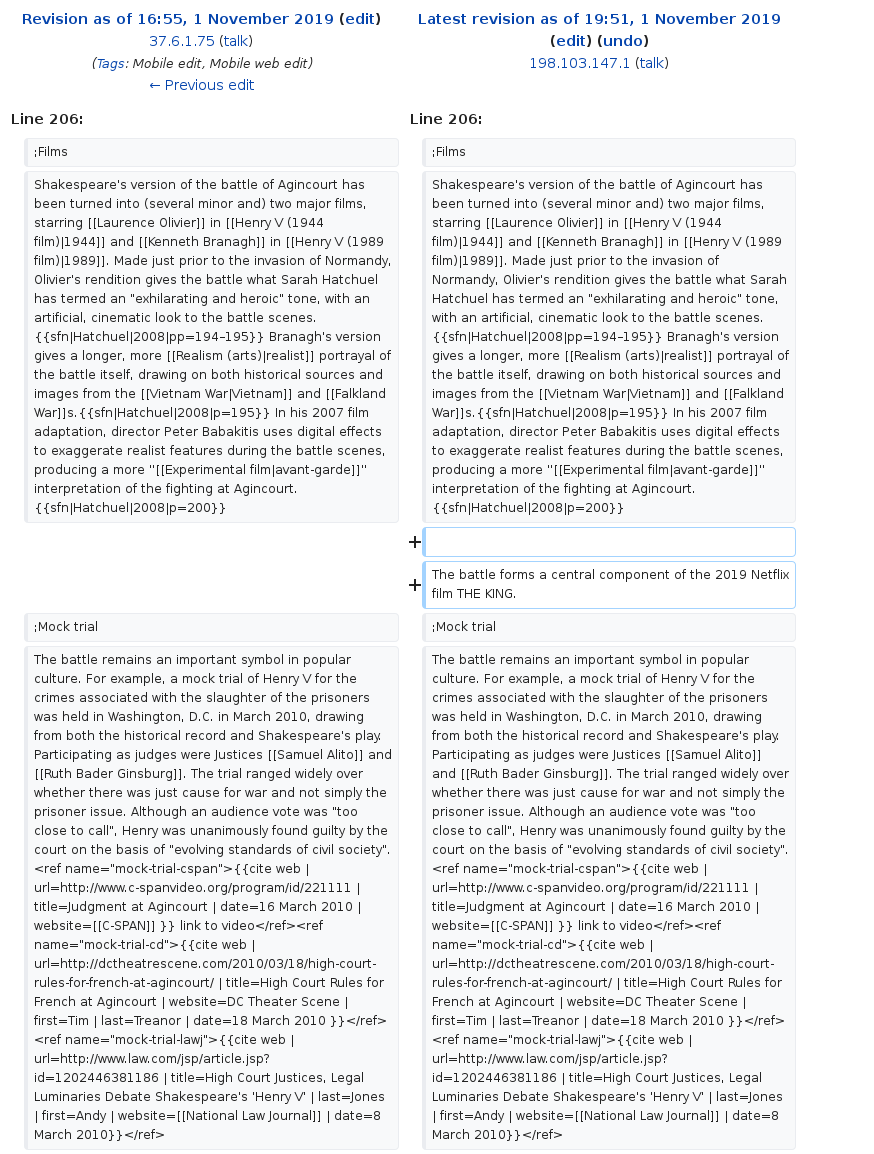 Revision as of 16:55, 1 November 2019 (edit)
37.6.1.75 (talk)
(Tags: Mobile edit, Mobile web edit)
← Previous edit
Latest revision as of 19:51, 1 November 2019
(edit) (undo)
198.103.147.1 (talk)
Line 206:
Line 206:
;Films
;Films
Shakespeare's version of the battle of Agincourt has
been turned into (several minor and) two major films,
starring [[Laurence Olivier]] in [[Henry V (1944
film)|1944]] and [[Kenneth Branagh]] in [[Henry V (1989
film)|1989]]. Made just prior to the invasion of Normandy,
Olivier's rendition gives the battle what Sarah Hatchuel
has termed an "exhilarating and heroic" tone, with an
artificial, cinematic look to the battle scenes.
{{sfn|Hatchuel|2008|pp=194–195}} Branagh's version
gives a longer, more [[Realism (arts)|realist]] portrayal of
the battle itself, drawing on both historical sources and
images from the [[Vietnam War|Vietnam]] and [[Falkland
War]]s.{{sfn|Hatchuel|2008|p=195}} In his 2007 film
adaptation, director Peter Babakitis uses digital effects
to exaggerate realist features during the battle scenes,
producing a more "[[Experimental film|avant-garde]]"
interpretation of the fighting at Agincourt.
{{sfn|Hatchuel|2008|p=200}}
Shakespeare's version of the battle of Agincourt has
been turned into (several minor and) two major films,
starring [[Laurence Olivier]] in [[Henry V (1944
film)|1944]] and [[Kenneth Branagh]] in [[Henry V (1989
film)|1989]]. Made just prior to the invasion of
Normandy, Olivier's rendition gives the battle what Sarah
Hatchuel has termed an "exhilarating and heroic" tone,
with an artificial, cinematic look to the battle scenes.
{{sfn|Hatchuel|2008|pp=194–195}} Branagh's version
gives a longer, more [[Realism (arts)|realist]] portrayal of
the battle itself, drawing on both historical sources and
images from the [[Vietnam War|Vietnam]] and [[Falkland
War]]s.{{sfn|Hatchuel|2008|p=195}} In his 2007 film
adaptation, director Peter Babakitis uses digital effects
to exaggerate realist features during the battle scenes,
producing a more "[[Experimental film|avant-garde]]"
interpretation of the fighting at Agincourt.
{{sfn|Hatchuel|2008|p=200}}
+
+
The battle forms a central component of the 2019 Netflix
film THE KING.
;Mock trial
;Mock trial
The battle remains an important symbol in popular
culture. For example, a mock trial of Henry V for the
crimes associated with the slaughter of the prisoners
was held in Washington, D.C. in March 2010, drawing
from both the historical record and Shakespeare's play.
Participating as judges were Justices [[Samuel Alito]] and
[[Ruth Bader Ginsburg]]. The trial ranged widely over
whether there was just cause for war and not simply the
prisoner issue. Although an audience vote was "too
close to call", Henry was unanimously found guilty by the
court on the basis of "evolving standards of civil society".
<ref name="mock-trial-cspan">{{cite web |
url=http://www.c-spanvideo.org/program/id/221111 |
title=Judgment at Agincourt | date=16 March 2010 |
website=[[C-SPAN]] }} link to video</ref><ref
name="mock-trial-cd">{{cite web |
url=http://dctheatrescene.com/2010/03/18/high-court-
rules-for-french-at-agincourt/ | title=High Court Rules for
French at Agincourt | website=DC Theater Scene |
first=Tim | last=Treanor | date=18 March 2010 }}</ref>
<ref name="mock-trial-lawj">{{cite web |
url=http://www.law.com/jsp/article.jsp?
id=1202446381186 | title=High Court Justices, Legal
Luminaries Debate Shakespeare's 'Henry V' | last=Jones
| first=Andy | website=[[National Law Journal]] | date=8
March 2010}}</ref>
The battle remains an important symbol in popular
culture. For example, a mock trial of Henry V for the
crimes associated with the slaughter of the prisoners
was held in Washington, D.C. in March 2010, drawing
from both the historical record and Shakespeare's play.
Participating as judges were Justices [[Samuel Alito]]
and [[Ruth Bader Ginsburg]]. The trial ranged widely over
whether there was just cause for war and not simply the
prisoner issue. Although an audience vote was "too
close to call", Henry was unanimously found guilty by the
court on the basis of "evolving standards of civil society".
<ref name="mock-trial-cspan">{{cite web |
url=http://www.c-spanvideo.org/program/id/221111 |
title=Judgment at Agincourt | date=16 March 2010 |
website=[[C-SPAN]] }} link to video</ref><ref
name="mock-trial-cd">{{cite web |
url=http://dctheatrescene.com/2010/03/18/high-court-
rules-for-french-at-agincourt/ | title=High Court Rules for
French at Agincourt | website=DC Theater Scene |
first=Tim | last=Treanor | date=18 March 2010 }}</ref>
<ref name="mock-trial-lawj">{{cite web |
url=http://www.law.com/jsp/article.jsp?
id=1202446381186 | title=High Court Justices, Legal
Luminaries Debate Shakespeare's 'Henry V' | last=Jones
| first=Andy | website=[[National Law Journal]] | date=8
March 2010}}</ref>